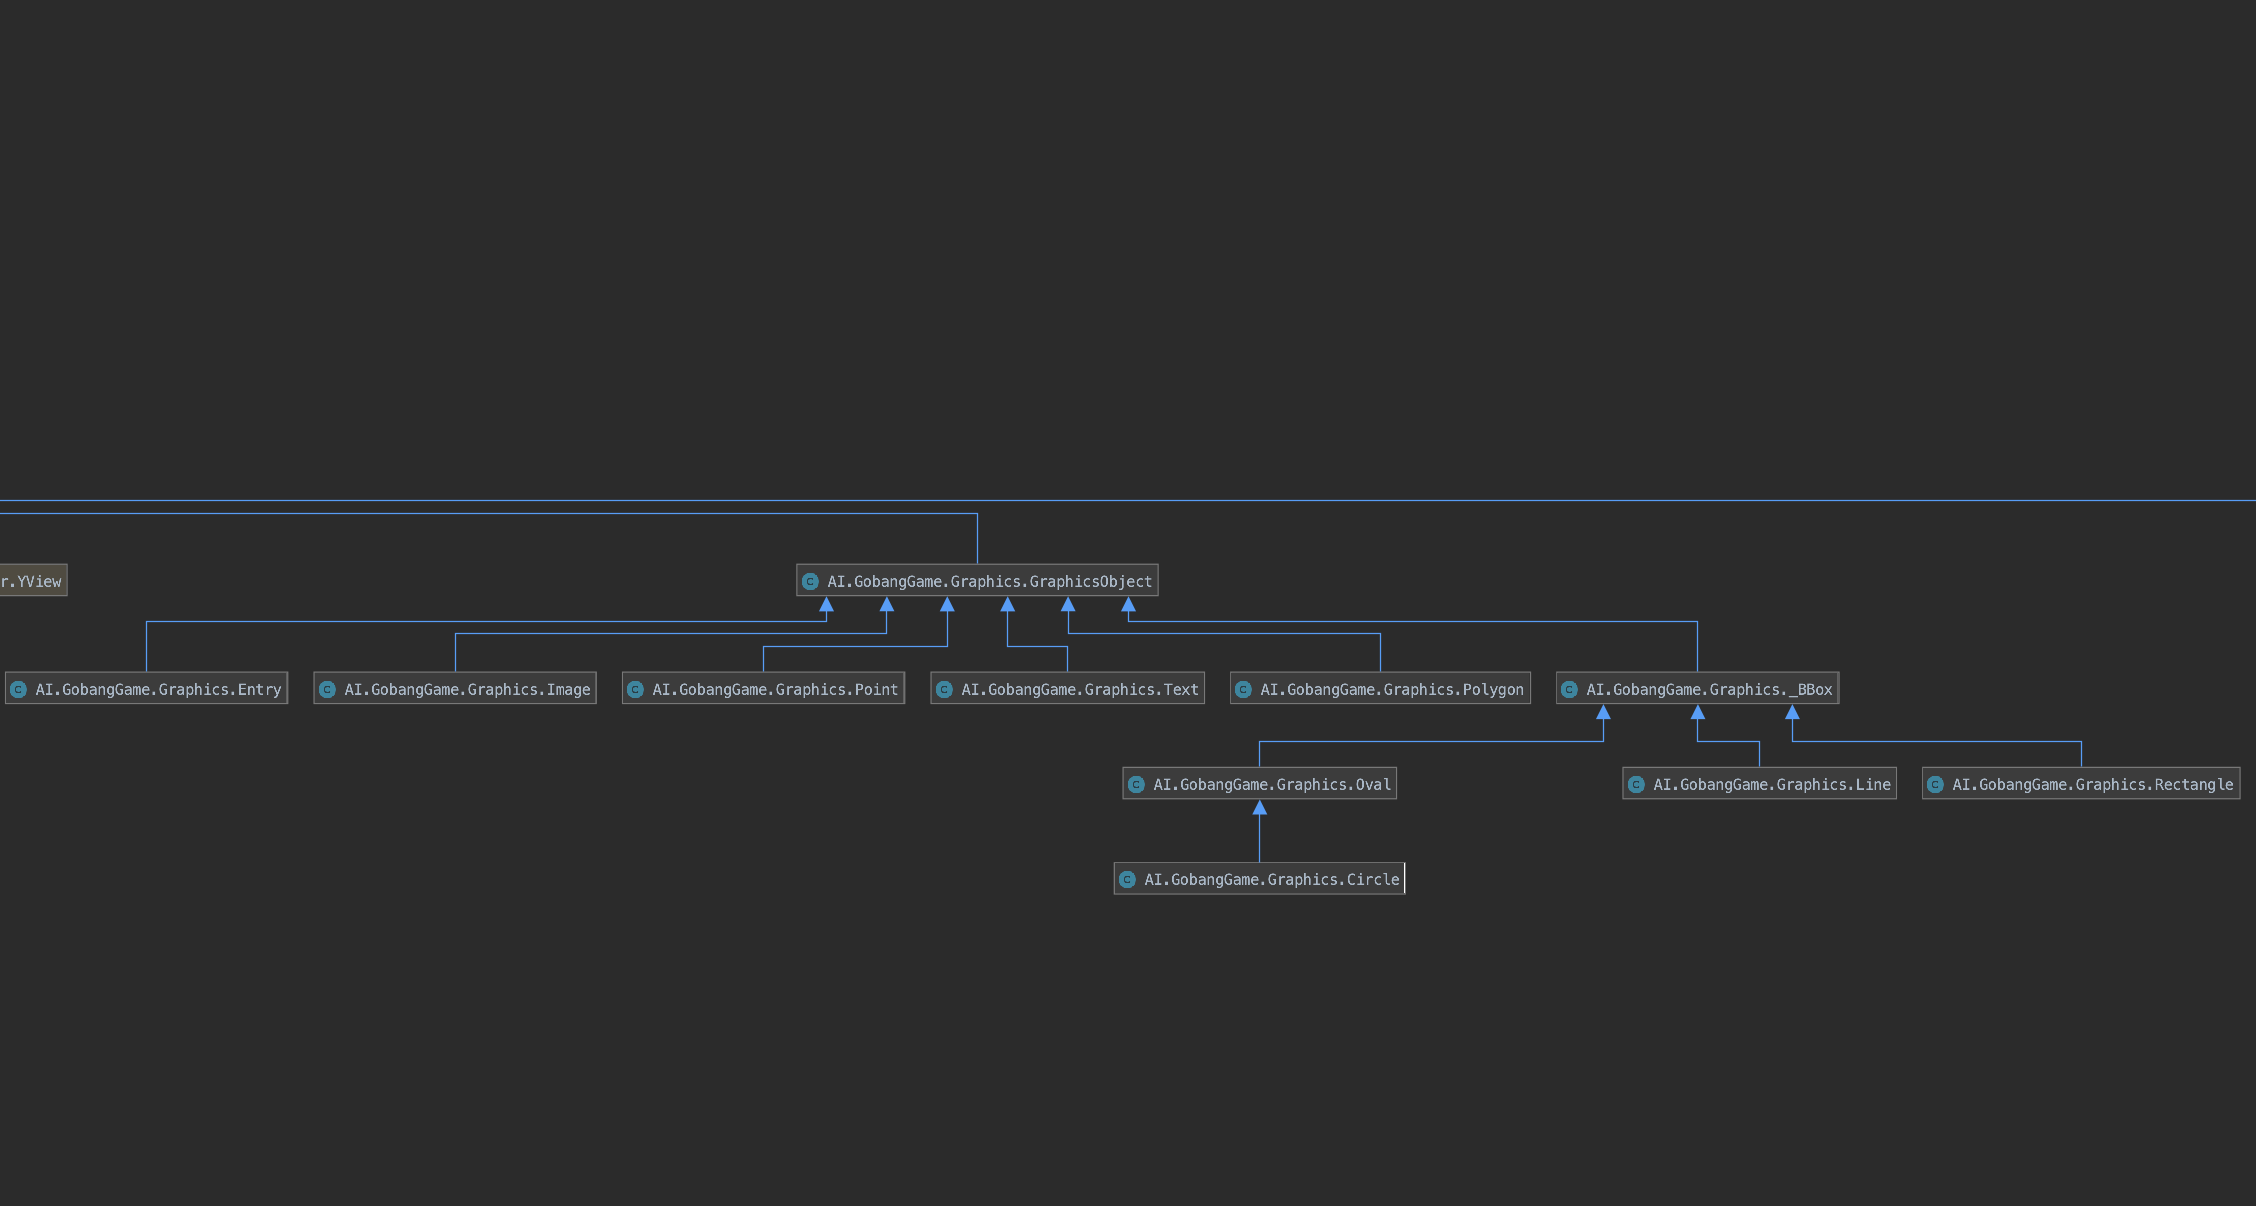 r.YView
AI.GobangGame.Graphics.GraphicsObject
AI.GobangGame.Graphics.Entry
AI.GobangGame.Graphics.Image
AI.GobangGame.Graphics.Point
AI.GobangGame.Graphics.Text
AI.GobangGame.Graphics.Polygon
AI.GobangGame.Graphics._BBox
AI.GobangGame.Graphics.Oval
AI.GobangGame.Graphics.Line
AI.GobangGame.Graphics.Rectangle
AI.GobangGame.Graphics.Circle